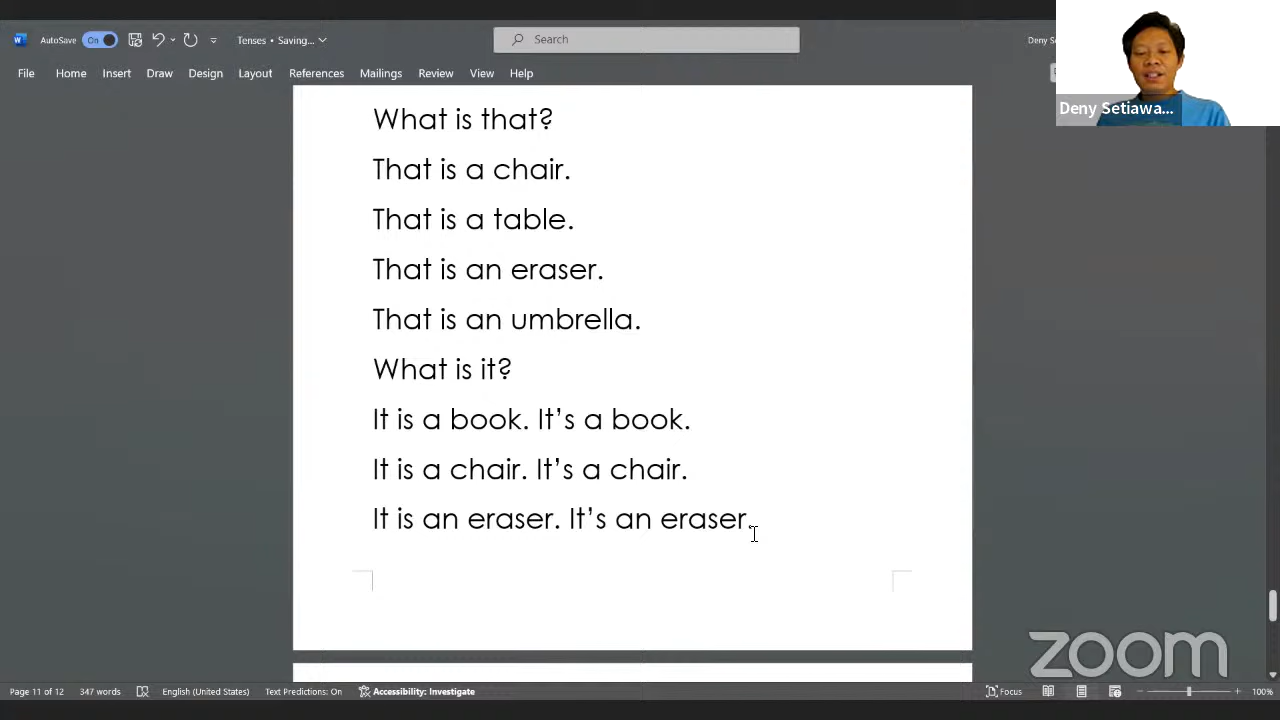 AutoSave On Tenses • Saving... Search Deny Se
Deny Setiawa...
File Home Insert Draw Design Layout References Mailings Review View Help
What is that?
That is a chair.
That is a table.
That is an eraser.
That is an umbrella.
What is it?
It is a book. It’s a book.
It is a chair. It’s a chair.
It is an eraser. It’s an eraser.
zoom
Page 11 of 12 347 words English (United States) Text Predictions: On Accessibility: Investigate Focus 100%